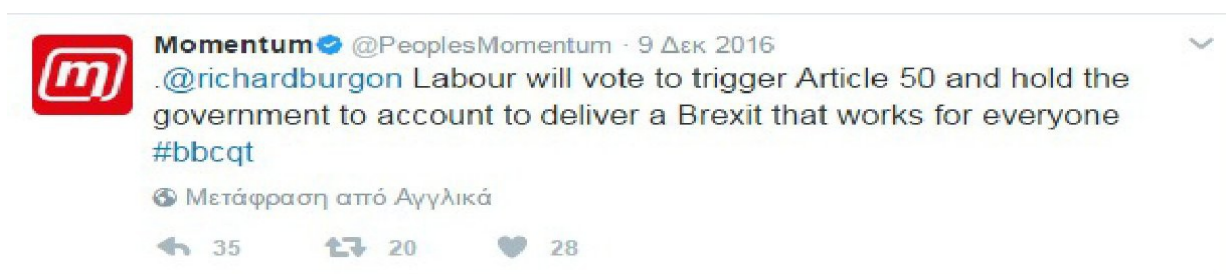 Momentum @PeoplesMomentum · 9 Δεκ 2016
.@richardburgon Labour will vote to trigger Article 50 and hold the
government to account to deliver a Brexit that works for everyone
#bbcqt
Μετάφραση από Αγγλικά
35 20 28